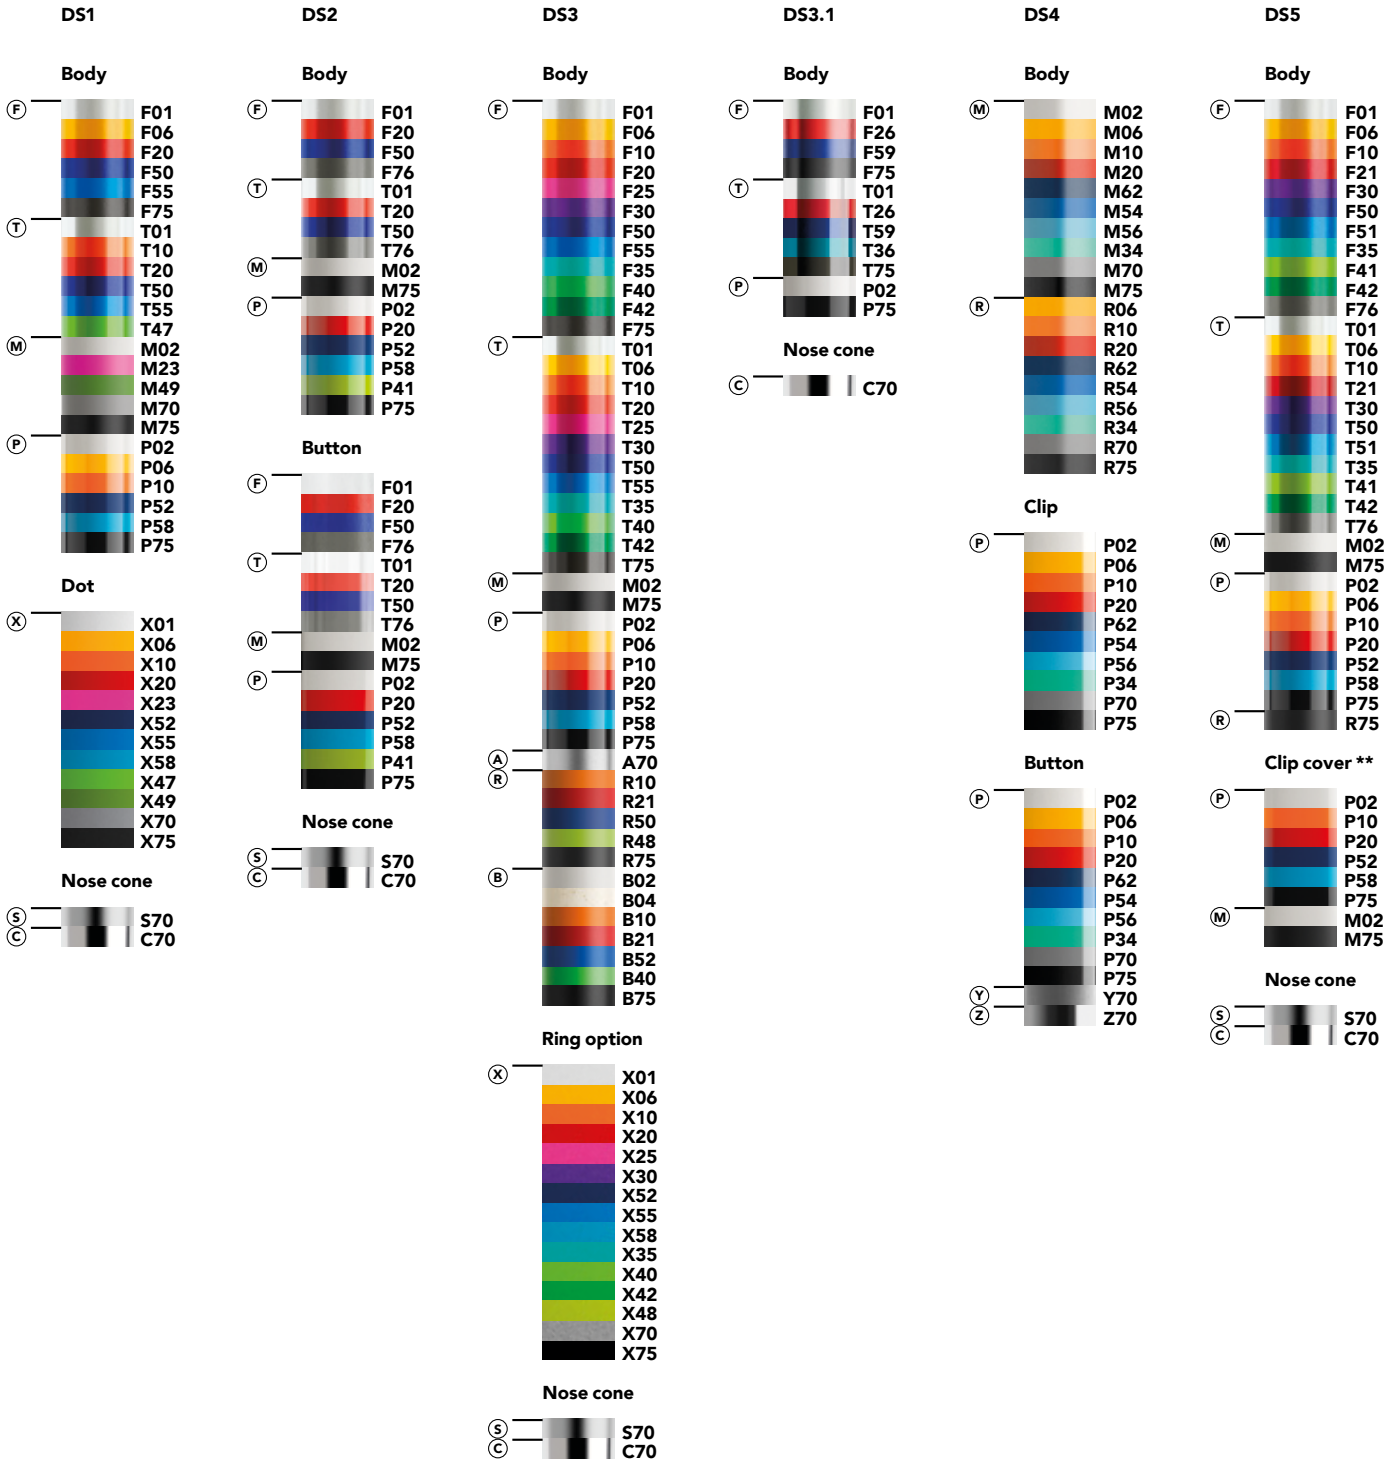 DS1
Body
F
F01
F06
F20
F50
F55
F75
T
T01
T10
T20
T50
T55
T47
M
M02
M23
M49
M70
M75
P
P02
P06
P10
P52
P58
P75
Dot
X
X01
X06
X10
X20
X23
X52
X55
X58
X47
X49
X70
X75
Nose cone
S
S70
C
C70
DS2
Body
F
F01
F20
F50
F76
T
T01
T20
T50
T76
M
M02
M75
P
P02
P20
P52
P58
P41
P75
Button
F
F01
F20
F50
F76
T
T01
T20
T50
T76
M
M02
M75
P
P02
P20
P52
P58
P41
P75
Nose cone
S
S70
C
C70
DS3
Body
F
F01
F06
F10
F20
F25
F30
F50
F55
F35
F40
F42
F75
T
T01
T06
T10
T20
T25
T30
T50
T55
T35
T40
T42
T75
M
M02
M75
P
P02
P06
P10
P20
P52
P58
P75
A
A70
R
R10
R21
R50
R48
R75
B
B02
B04
B10
B21
B52
B40
B75
Ring option
X
X01
X06
X10
X20
X25
X30
X52
X55
X58
X35
X40
X42
X48
X70
X75
Nose cone
S
S70
C
C70
DS3.1
Body
F
F01
F26
F59
F75
T
T01
T26
T59
T36
T75
P
P02
P75
Nose cone
C
C70
DS4
Body
M
M02
M06
M10
M20
M62
M54
M56
M34
M70
M75
R
R06
R10
R20
R62
R54
R56
R34
R70
R75
Clip
P
P02
P06
P10
P20
P62
P54
P56
P34
P70
P75
Button
P
P02
P06
P10
P20
P62
P54
P56
P34
P70
P75
Y
Y70
Z
Z70
DS5
Body
F
F01
F06
F10
F21
F30
F50
F51
F35
F41
F42
F76
T
T01
T06
T10
T21
T30
T50
T51
T35
T41
T42
T76
M
M02
M75
P
P02
P06
P10
P20
P52
P58
P75
R
R75
Clip cover **
P
P02
P10
P20
P52
P58
P75
M
M02
M75
Nose cone
S
S70
C
C70